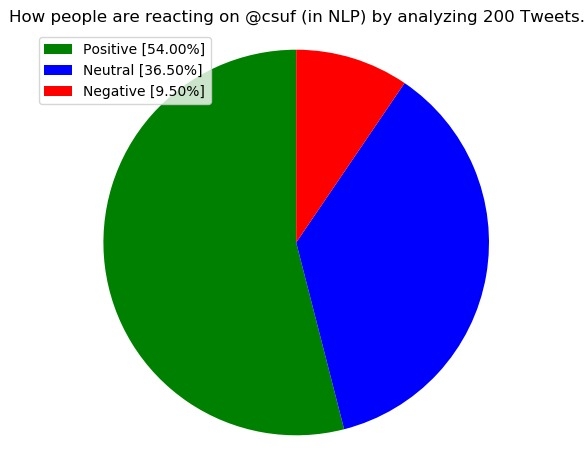 How people are reacting on @csuf (in NLP) by analyzing 200 Tweets.
Positive [54.00%]
Neutral [36.50%]
Negative [9.50%]